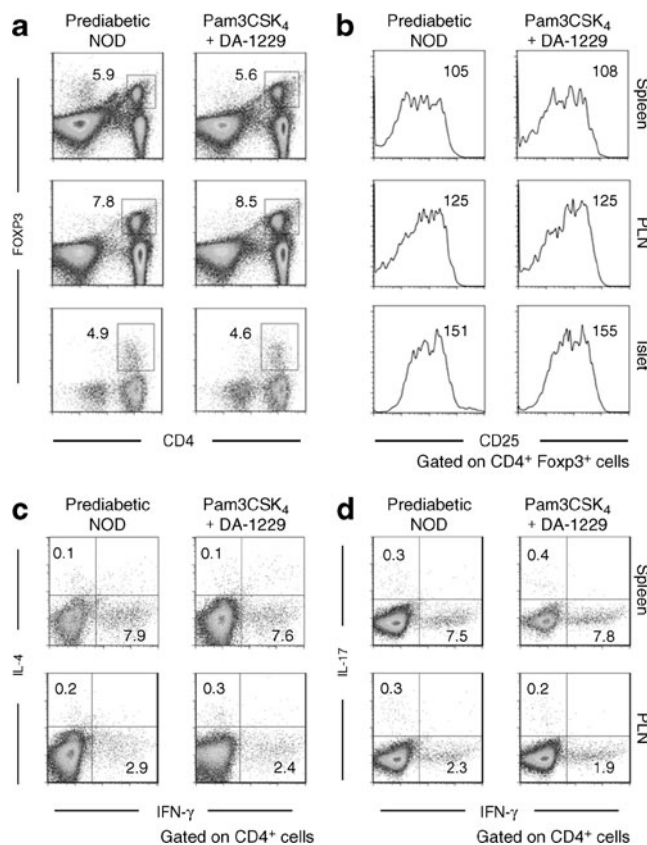 a
Prediabetic NOD
Pam3CSK₄ + DA-1229
FOXP3
5.9
5.6
7.8
8.5
4.9
4.6
CD4
b
Prediabetic NOD
Pam3CSK₄ + DA-1229
105
108
Spleen
125
125
PLN
151
155
Islet
CD25
Gated on CD4⁺ Foxp3⁺ cells
c
Prediabetic NOD
Pam3CSK₄ + DA-1229
IL-4
0.1
7.9
0.1
7.6
0.2
2.9
0.3
2.4
IFN-γ
Gated on CD4⁺ cells
d
Prediabetic NOD
Pam3CSK₄ + DA-1229
IL-17
0.3
7.5
0.4
7.8
Spleen
0.3
2.3
0.2
1.9
PLN
IFN-γ
Gated on CD4⁺ cells